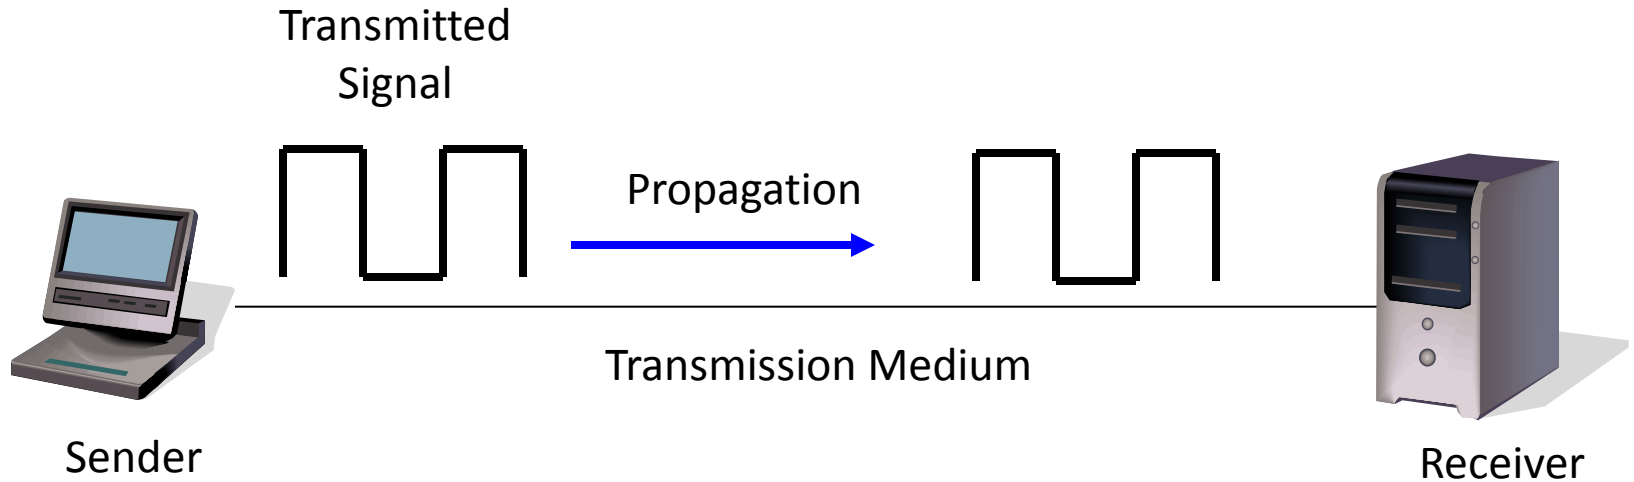 Transmitted
Signal
Propagation
Transmission Medium
Sender
Receiver